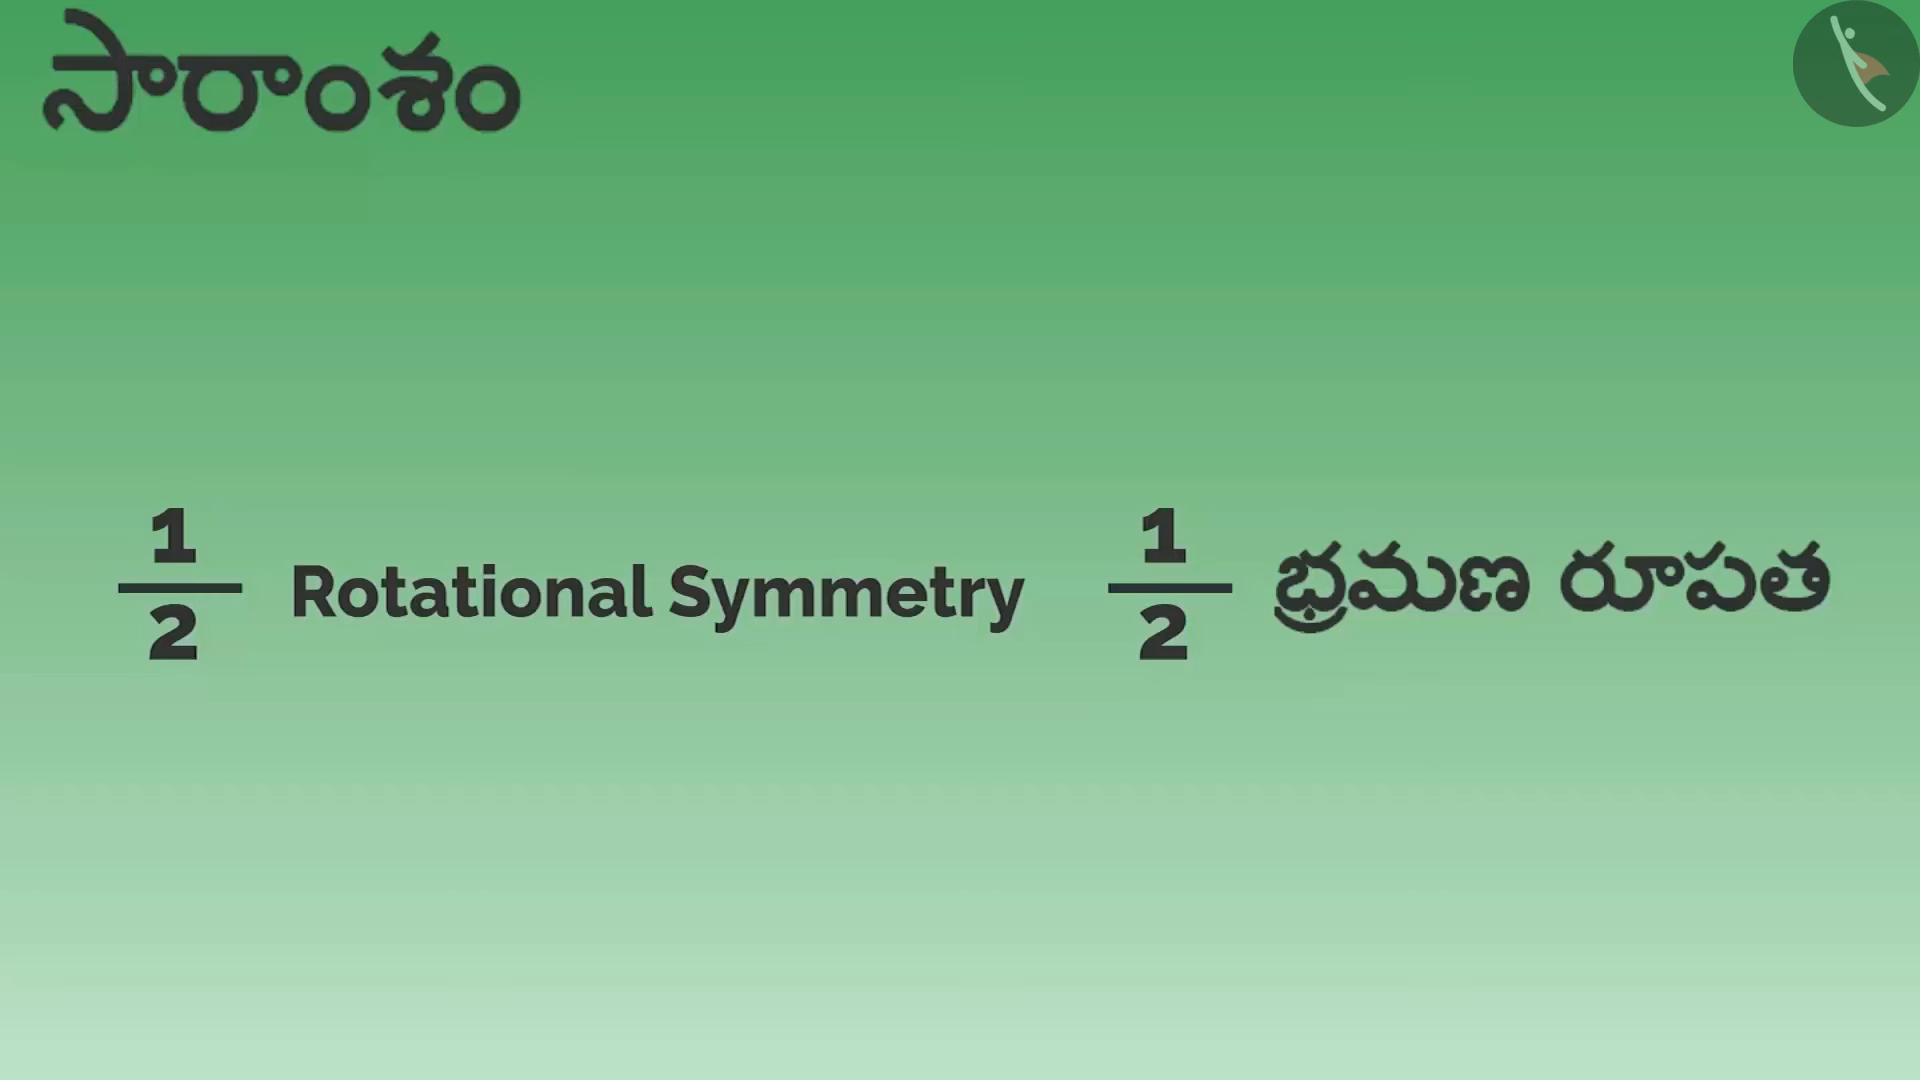 సారాంశం
1/2 Rotational Symmetry 1/2 భ్రమణ రూపత